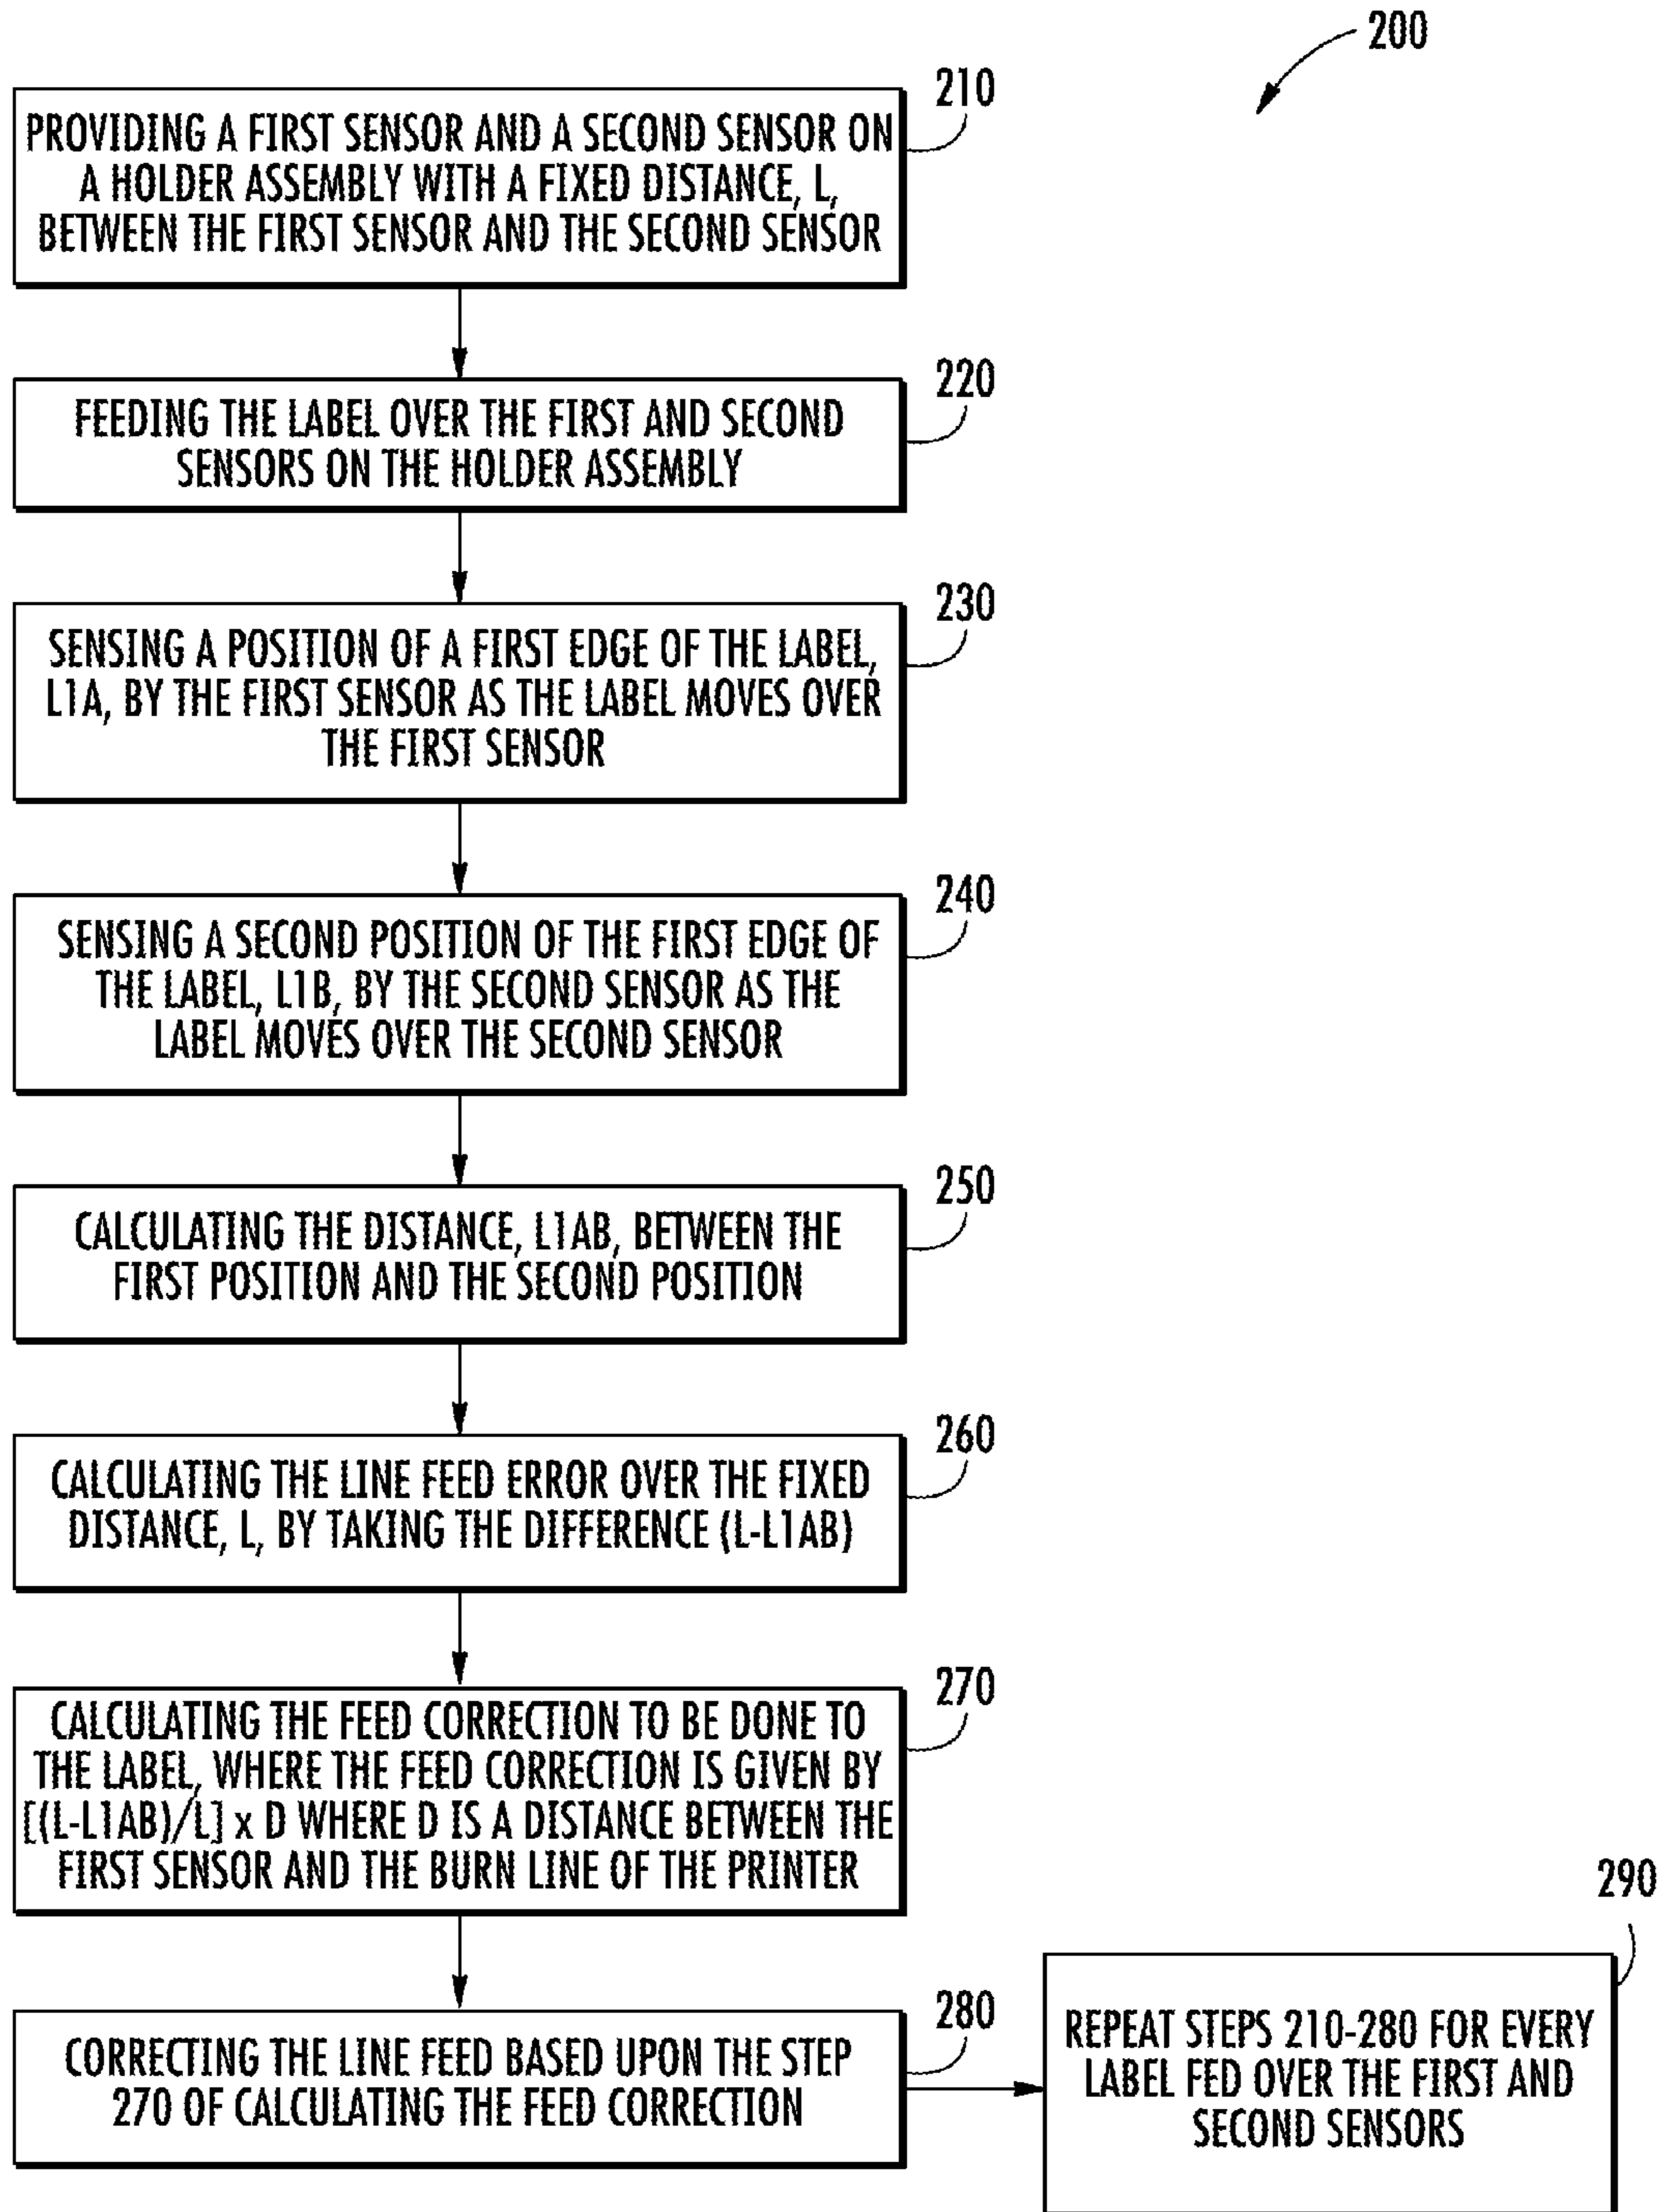 200
210
PROVIDING A FIRST SENSOR AND A SECOND SENSOR ON
A HOLDER ASSEMBLY WITH A FIXED DISTANCE, L,
BETWEEN THE FIRST SENSOR AND THE SECOND SENSOR
220
FEEDING THE LABEL OVER THE FIRST AND SECOND
SENSORS ON THE HOLDER ASSEMBLY
230
SENSING A POSITION OF A FIRST EDGE OF THE LABEL,
L1A, BY THE FIRST SENSOR AS THE LABEL MOVES OVER
THE FIRST SENSOR
240
SENSING A SECOND POSITION OF THE FIRST EDGE OF
THE LABEL, L1B, BY THE SECOND SENSOR AS THE
LABEL MOVES OVER THE SECOND SENSOR
250
CALCULATING THE DISTANCE, L1AB, BETWEEN THE
FIRST POSITION AND THE SECOND POSITION
260
CALCULATING THE LINE FEED ERROR OVER THE FIXED
DISTANCE, L, BY TAKING THE DIFFERENCE (L-L1AB)
270
CALCULATING THE FEED CORRECTION TO BE DONE TO
THE LABEL, WHERE THE FEED CORRECTION IS GIVEN BY
[(L-L1AB)/L] x D WHERE D IS A DISTANCE BETWEEN THE
FIRST SENSOR AND THE BURN LINE OF THE PRINTER
280
CORRECTING THE LINE FEED BASED UPON THE STEP
270 OF CALCULATING THE FEED CORRECTION
290
REPEAT STEPS 210-280 FOR EVERY
LABEL FED OVER THE FIRST AND
SECOND SENSORS